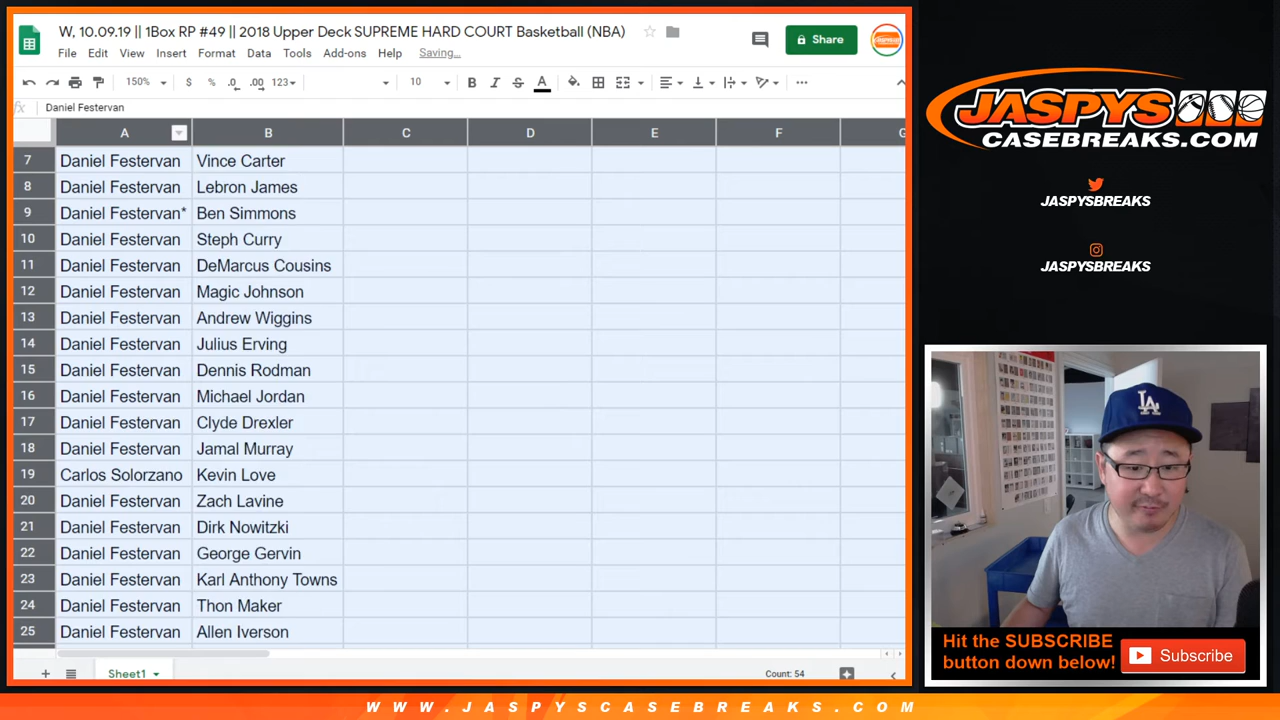 W, 10.09.19 || 1Box RP #49 || 2018 Upper Deck SUPREME HARD COURT Basketball (NBA)
File Edit View Insert Format Data Tools Add-ons Help Saving...
Share
150% $ % .0 .00 123 10 B I S A ...
fx Daniel Festervan
A B C D E F G
7 Daniel Festervan Vince Carter
8 Daniel Festervan Lebron James
9 Daniel Festervan* Ben Simmons
10 Daniel Festervan Steph Curry
11 Daniel Festervan DeMarcus Cousins
12 Daniel Festervan Magic Johnson
13 Daniel Festervan Andrew Wiggins
14 Daniel Festervan Julius Erving
15 Daniel Festervan Dennis Rodman
16 Daniel Festervan Michael Jordan
17 Daniel Festervan Clyde Drexler
18 Daniel Festervan Jamal Murray
19 Carlos Solorzano Kevin Love
20 Daniel Festervan Zach Lavine
21 Daniel Festervan Dirk Nowitzki
22 Daniel Festervan George Gervin
23 Daniel Festervan Karl Anthony Towns
24 Daniel Festervan Thon Maker
25 Daniel Festervan Allen Iverson
Sheet1
Count: 54
JASPYS
CASEBREAKS.COM
JASPYSBREAKS
JASPYSBREAKS
LA
Hit the SUBSCRIBE
button down below!
Subscribe
WWW.JASPYSCASEBREAKS.COM